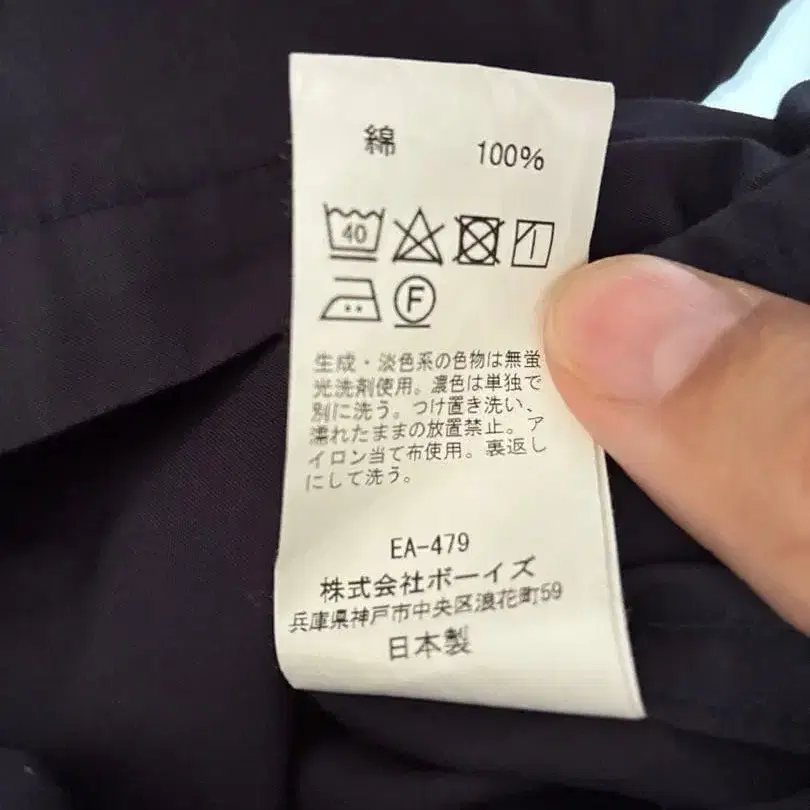 綿 100%
40
F
生成・淡色系の色物は無蛍
光洗剤使用。濃色は単独で
別に洗う。つけ置き洗い、
濡れたままの放置禁止。ア
イロン当て布使用。裏返し
にして洗う。
EA-479
株式会社ボーイズ
兵庫県神戸市中央区浪花町59
日本製